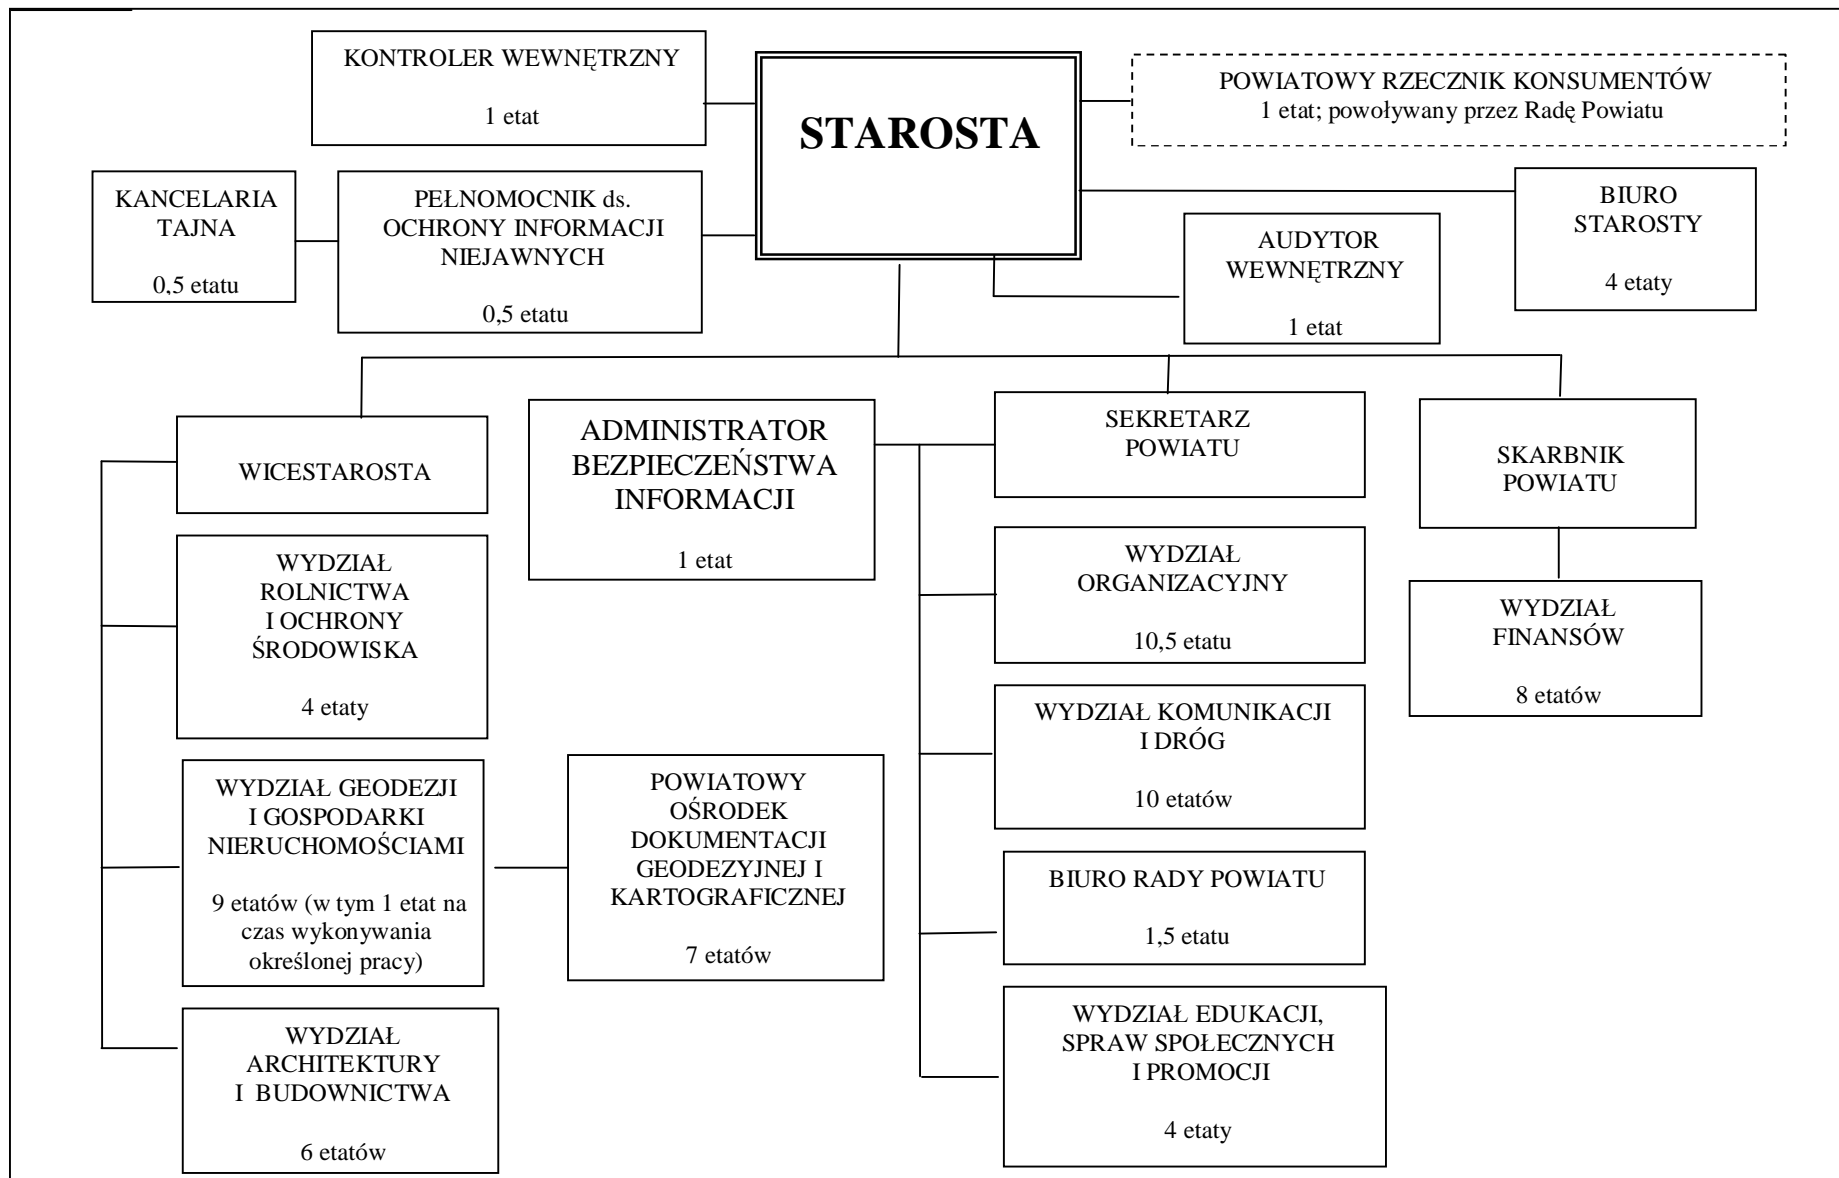 KONTROLER WEWNĘTRZNY
1 etat
STAROSTA
POWIATOWY RZECZNIK KONSUMENTÓW
1 etat; powoływany przez Radę Powiatu
KANCELARIA
TAJNA
0,5 etatu
PEŁNOMOCNIK ds.
OCHRONY INFORMACJI
NIEJAWNYCH
0,5 etatu
AUDYTOR
WEWNĘTRZNY
1 etat
BIURO
STAROSTY
4 etaty
WICESTAROSTA
ADMINISTRATOR
BEZPIECZEŃSTWA
INFORMACJI
1 etat
SEKRETARZ
POWIATU
SKARBNIK
POWIATU
WYDZIAŁ
ROLNICTWA
I OCHRONY
ŚRODOWISKA
4 etaty
WYDZIAŁ
ORGANIZACYJNY
10,5 etatu
WYDZIAŁ
FINANSÓW
8 etatów
WYDZIAŁ KOMUNIKACJI
I DRÓG
10 etatów
WYDZIAŁ GEODEZJI
I GOSPODARKI
NIERUCHOMOŚCIAMI
9 etatów (w tym 1 etat na
czas wykonywania
określonej pracy)
POWIATOWY
OŚRODEK
DOKUMENTACJI
GEODEZYJNEJ I
KARTOGRAFICZNEJ
7 etatów
BIURO RADY POWIATU
1,5 etatu
WYDZIAŁ
ARCHITEKTURY
I BUDOWNICTWA
6 etatów
WYDZIAŁ EDUKACJI,
SPRAW SPOŁECZNYCH
I PROMOCJI
4 etaty